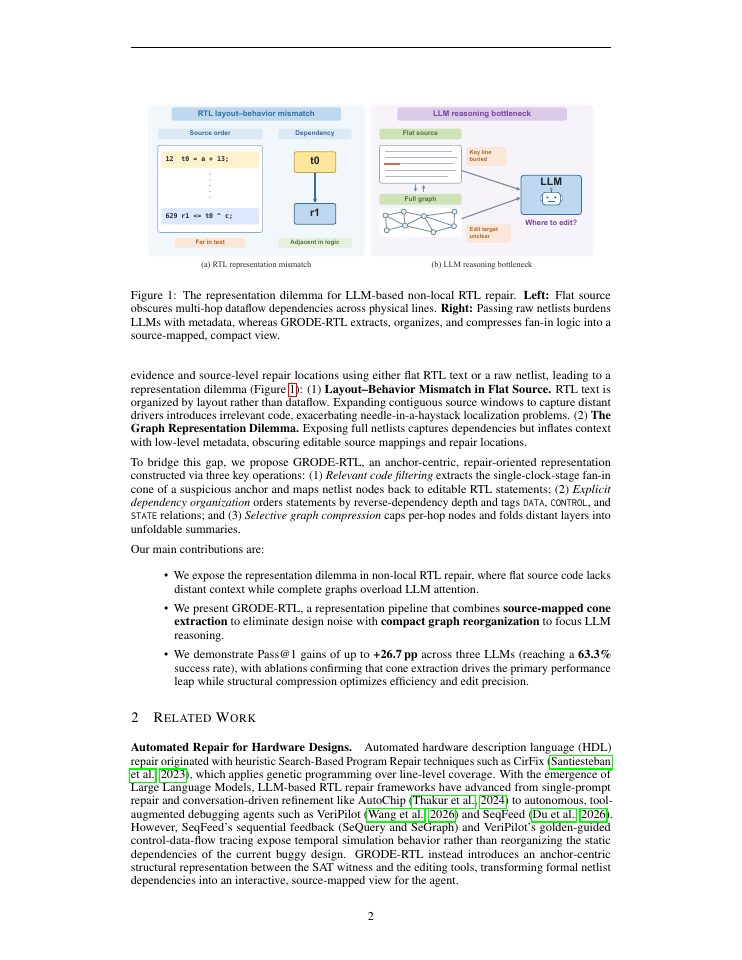 RTL layout–behavior mismatch
Source order
Dependency
12 t0 = a + 13;
629 r1 <= t0 ^ c;
t0
r1
Far in text
Adjacent in logic
(a) RTL representation mismatch
LLM reasoning bottleneck
Flat source
Key line
buried
Full graph
LLM
Where to edit?
Edit target
unclear
(b) LLM reasoning bottleneck
Figure 1: The representation dilemma for LLM-based non-local RTL repair. Left: Flat source
obscures multi-hop dataflow dependencies across physical lines. Right: Passing raw netlists burdens
LLMs with metadata, whereas GRODE-RTL extracts, organizes, and compresses fan-in logic into a
source-mapped, compact view.
evidence and source-level repair locations using either flat RTL text or a raw netlist, leading to a
representation dilemma (Figure 1): (1) Layout–Behavior Mismatch in Flat Source. RTL text is
organized by layout rather than dataflow. Expanding contiguous source windows to capture distant
drivers introduces irrelevant code, exacerbating needle-in-a-haystack localization problems. (2) The
Graph Representation Dilemma. Exposing full netlists captures dependencies but inflates context
with low-level metadata, obscuring editable source mappings and repair locations.
To bridge this gap, we propose GRODE-RTL, an anchor-centric, repair-oriented representation
constructed via three key operations: (1) Relevant code filtering extracts the single-clock-stage fan-in
cone of a suspicious anchor and maps netlist nodes back to editable RTL statements; (2) Explicit
dependency organization orders statements by reverse-dependency depth and tags DATA, CONTROL, and
STATE relations; and (3) Selective graph compression caps per-hop nodes and folds distant layers into
unfoldable summaries.
Our main contributions are:
• We expose the representation dilemma in non-local RTL repair, where flat source code lacks
distant context while complete graphs overload LLM attention.
• We present GRODE-RTL, a representation pipeline that combines source-mapped cone
extraction to eliminate design noise with compact graph reorganization to focus LLM
reasoning.
• We demonstrate Pass@1 gains of up to +26.7 pp across three LLMs (reaching a 63.3%
success rate), with ablations confirming that cone extraction drives the primary performance
leap while structural compression optimizes efficiency and edit precision.
2 RELATED WORK
Automated Repair for Hardware Designs. Automated hardware description language (HDL)
repair originated with heuristic Search-Based Program Repair techniques such as CirFix (Santiesteban
et al., 2023), which applies genetic programming over line-level coverage. With the emergence of
Large Language Models, LLM-based RTL repair frameworks have advanced from single-prompt
repair and conversation-driven refinement like AutoChip (Thakur et al., 2024) to autonomous, tool-
augmented debugging agents such as VeriPilot (Wang et al., 2026) and SeqFeed (Du et al., 2026).
However, SeqFeed's sequential feedback (SeQuery and SeGraph) and VeriPilot's golden-guided
control-data-flow tracing expose temporal simulation behavior rather than reorganizing the static
dependencies of the current buggy design. GRODE-RTL instead introduces an anchor-centric
structural representation between the SAT witness and the editing tools, transforming formal netlist
dependencies into an interactive, source-mapped view for the agent.
2